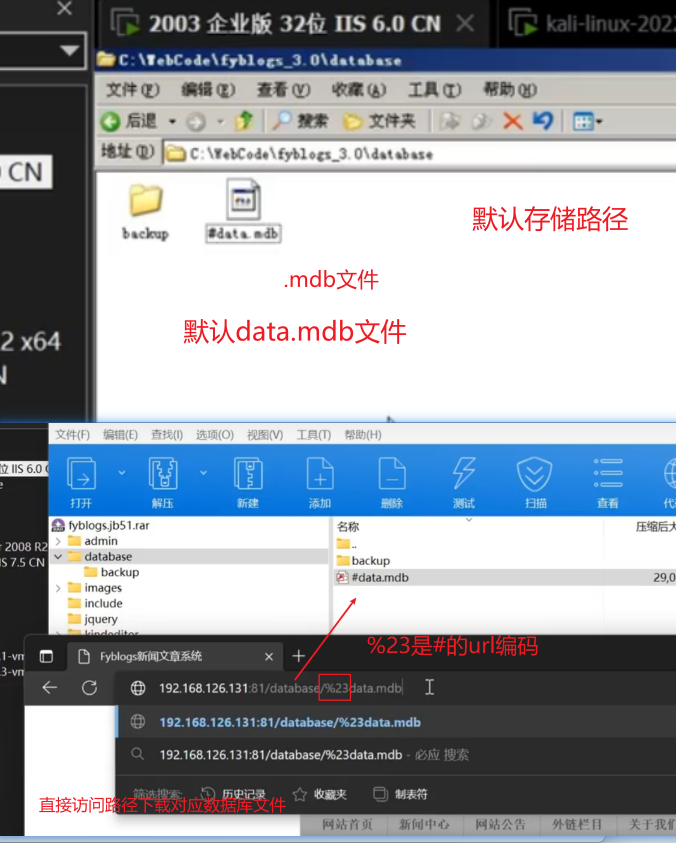 2003 企业版 32位 IIS 6.0 CN
kali-linux-202
C:\WebCode\fyblogs_3.0\database
文件(F) 编辑(E) 查看(V) 收藏(A) 工具(T) 帮助(H)
后退 搜索 文件夹
地址(D) C:\WebCode\fyblogs_3.0\database
0 CN
backup
#data.mdb
默认存储路径
.mdb文件
默认data.mdb文件
2 x64
N
文件(F) 编辑(E) 查找(I) 选项(O) 视图(V) 工具(T) 帮助(H)
位 IIS 6.0 C
e
打开 解压 新建 添加 删除 测试 扫描 查看 代
fyblogs.jb51.rar
名称 压缩后大
admin
..
r 2008 R2
database
backup
IS 7.5 CN
backup
#data.mdb 29,0
images
include
jquery
kindeditor
%23是#的url编码
.1-vm
.3-vm
Fyblogs新闻文章系统
192.168.126.131:81/database/%23data.mdb
192.168.126.131:81/database/%23data.mdb
192.168.126.131:81/database/%23data.mdb - 必应 搜索
筛选搜索: 历史记录 收藏夹 制表符
直接访问路径下载对应数据库文件
网站首页 新闻中心 网站公告 外链栏目 关于我们